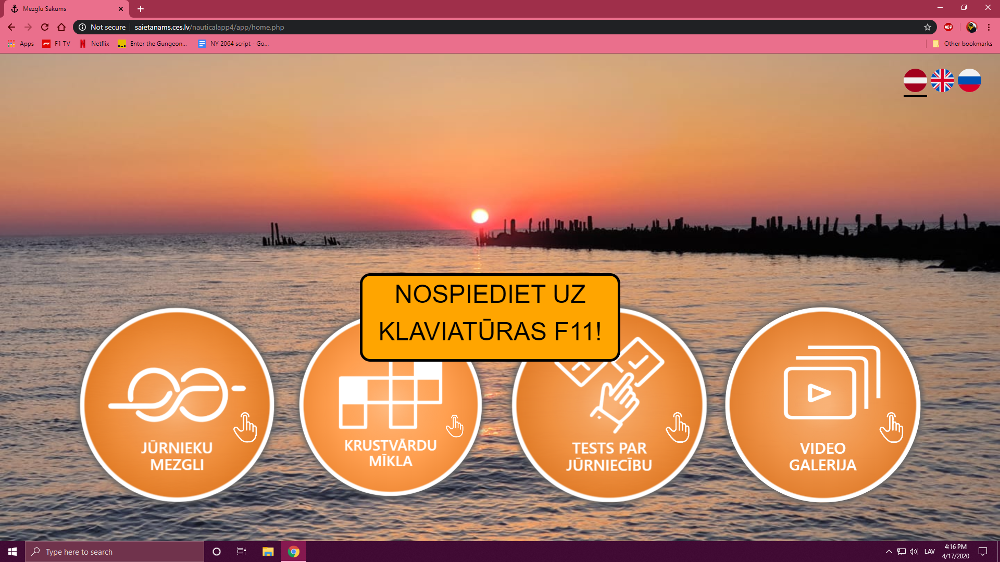 Mezglu Sākums
Not secure
saietanams.ces.lv/nauticalapp4/app/home.php
ABP
Apps
F1 TV
Netflix
Enter the Gungeon...
NY 2064 script - Go...
Other bookmarks
NOSPIEDIET UZ
KLAVIATŪRAS F11!
JŪRNIEKU
MEZGLI
KRUSTVĀRDU
MĪKLA
TESTS PAR
JŪRNIECĪBU
VIDEO
GALERIJA
Type here to search
LAV
4:16 PM
4/17/2020